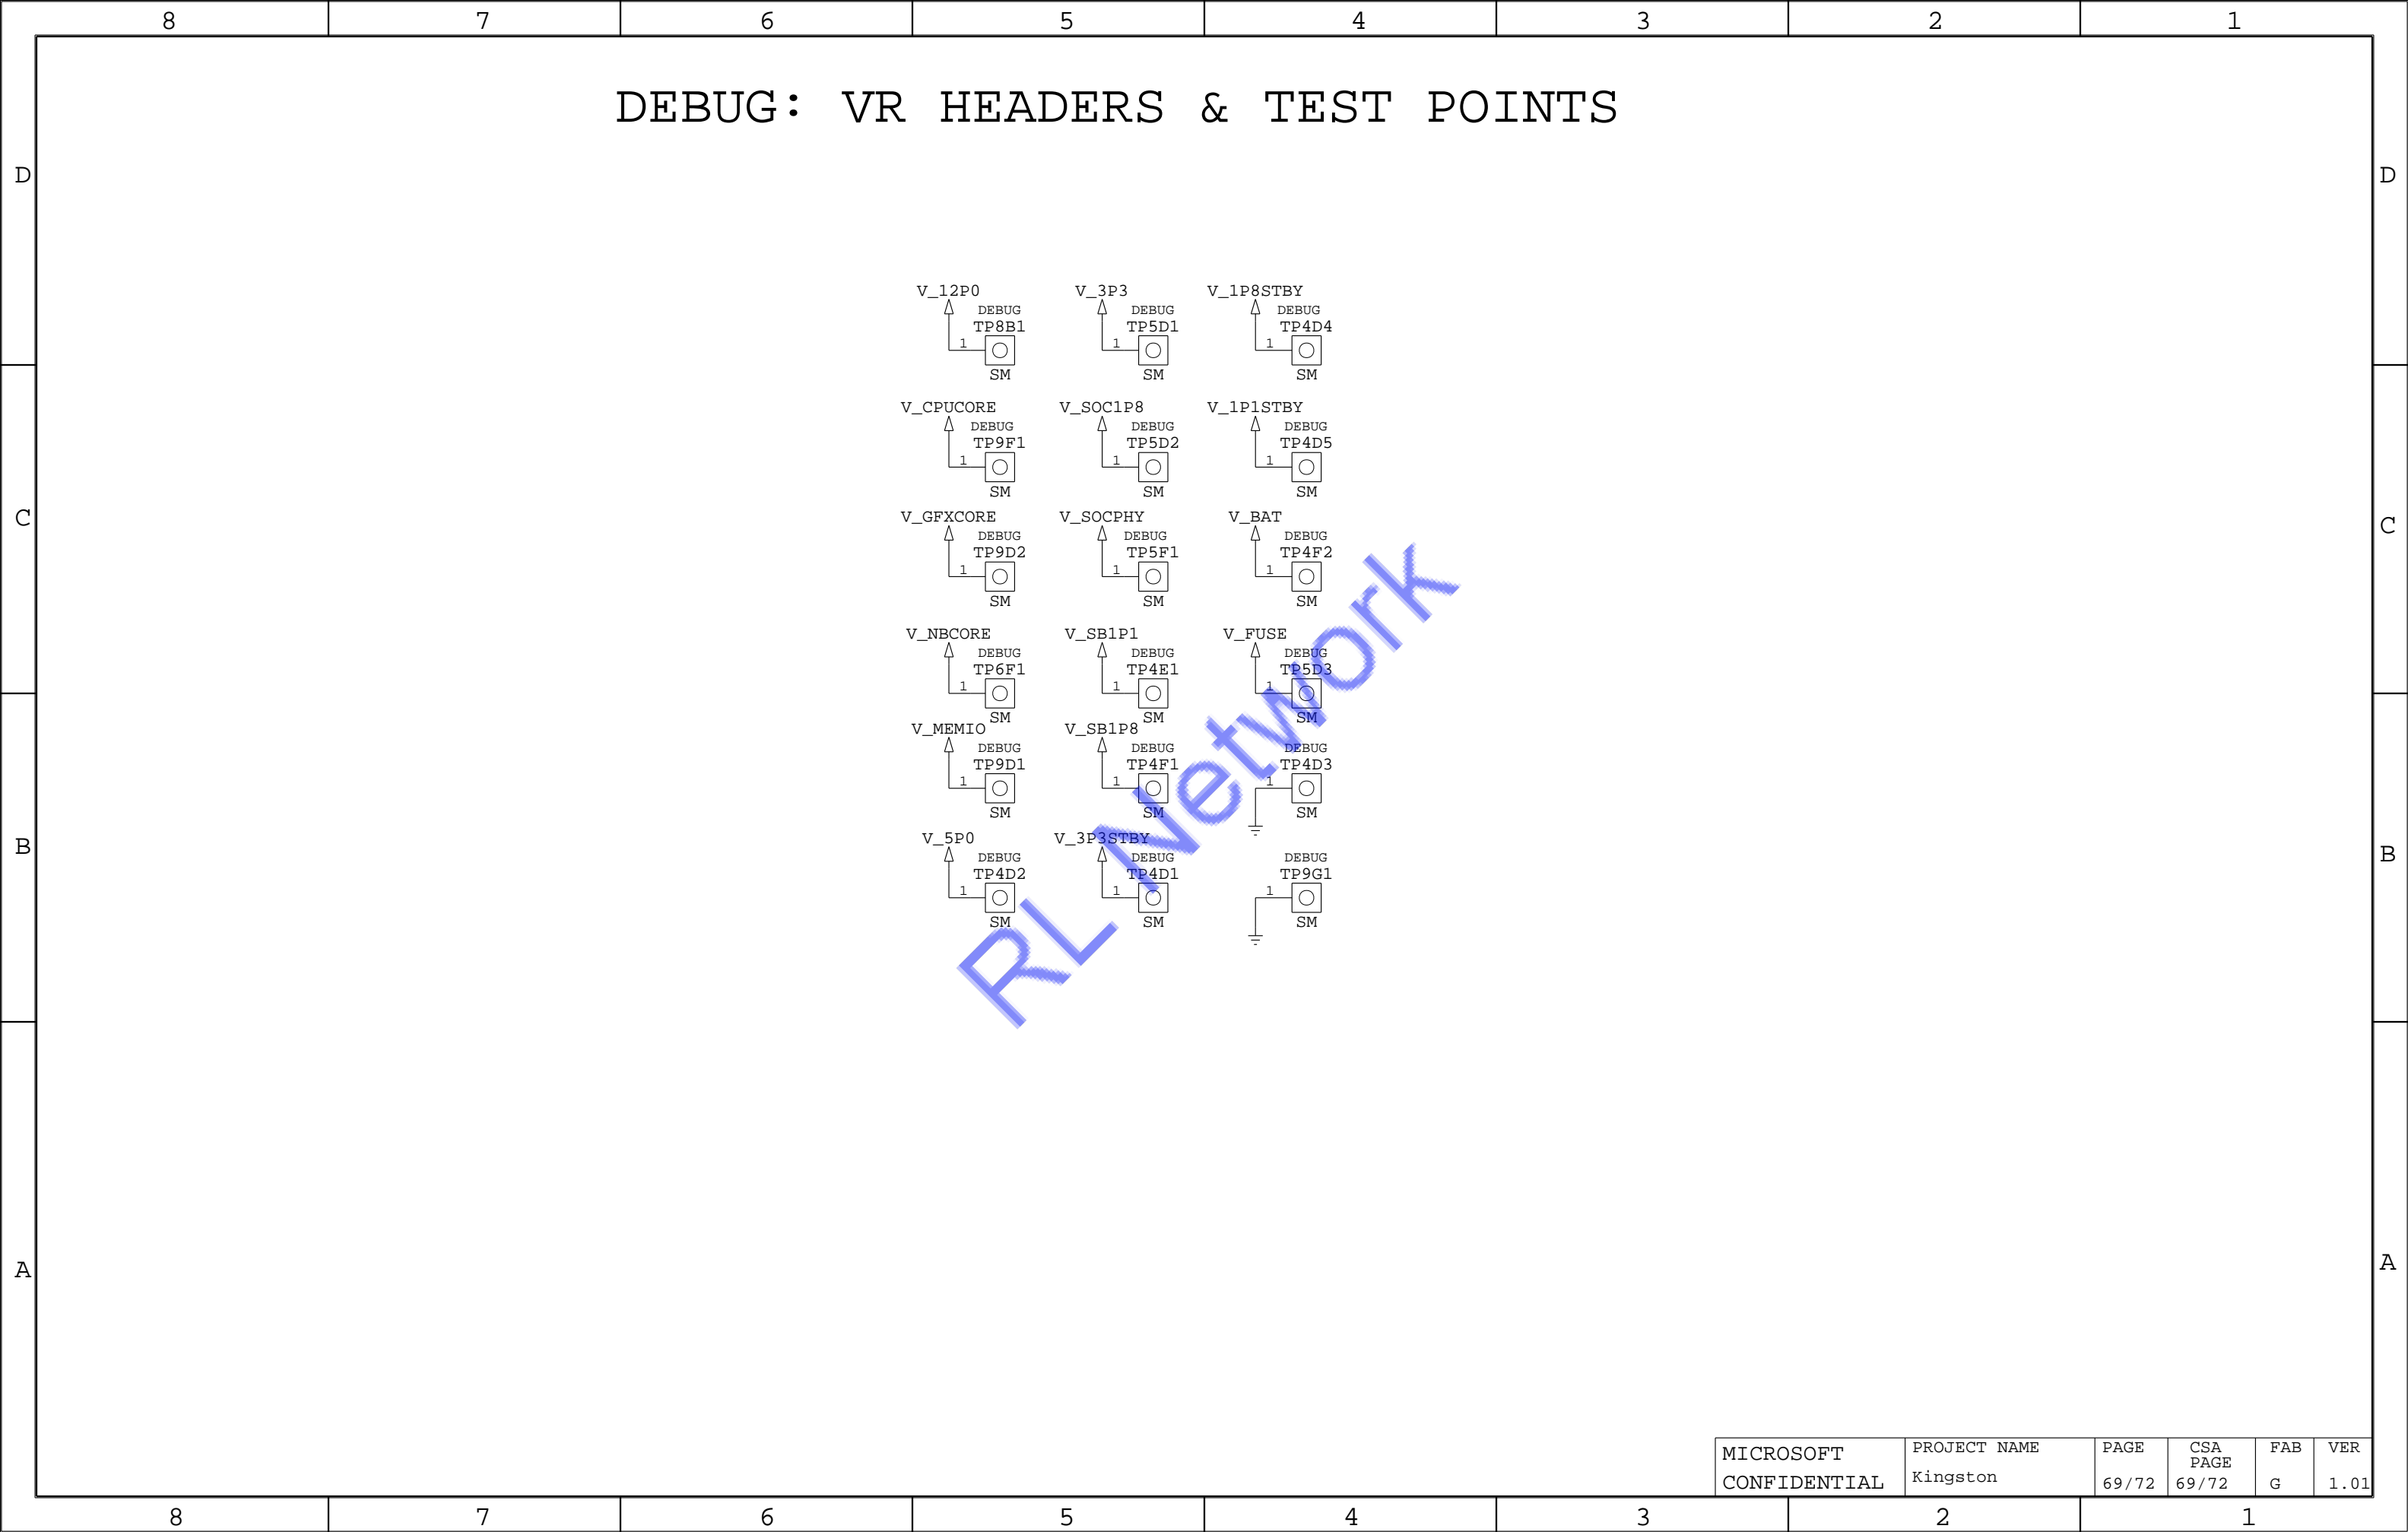 8 7 6 5 4 3 2 1
DEBUG: VR HEADERS & TEST POINTS
D D
V_12P0 V_3P3 V_1P8STBY
DEBUG DEBUG DEBUG
TP8B1 TP5D1 TP4D4
1 1 1
SM SM SM
V_CPUCORE V_SOC1P8 V_1P1STBY
DEBUG DEBUG DEBUG
TP9F1 TP5D2 TP4D5
1 1 1
SM SM SM
C C
V_GFXCORE V_SOCPHY V_BAT
DEBUG DEBUG DEBUG
TP9D2 TP5F1 TP4F2
1 1 1
SM SM SM
V_NBCORE V_SB1P1 V_FUSE
DEBUG DEBUG DEBUG
TP6F1 TP4E1 TP5D3
1 1 1
SM SM SM
V_MEMIO V_SB1P8
DEBUG DEBUG DEBUG
TP9D1 TP4F1 TP4D3
1 1 1
SM SM SM
B B
V_5P0 V_3P3STBY
DEBUG DEBUG DEBUG
TP4D2 TP4D1 TP9G1
1 1 1
SM SM SM
RL Network
A A
MICROSOFT
CONFIDENTIAL
PROJECT NAME
Kingston
PAGE
69/72
CSA
PAGE
69/72
FAB
G
VER
1.01
8 7 6 5 4 3 2 1